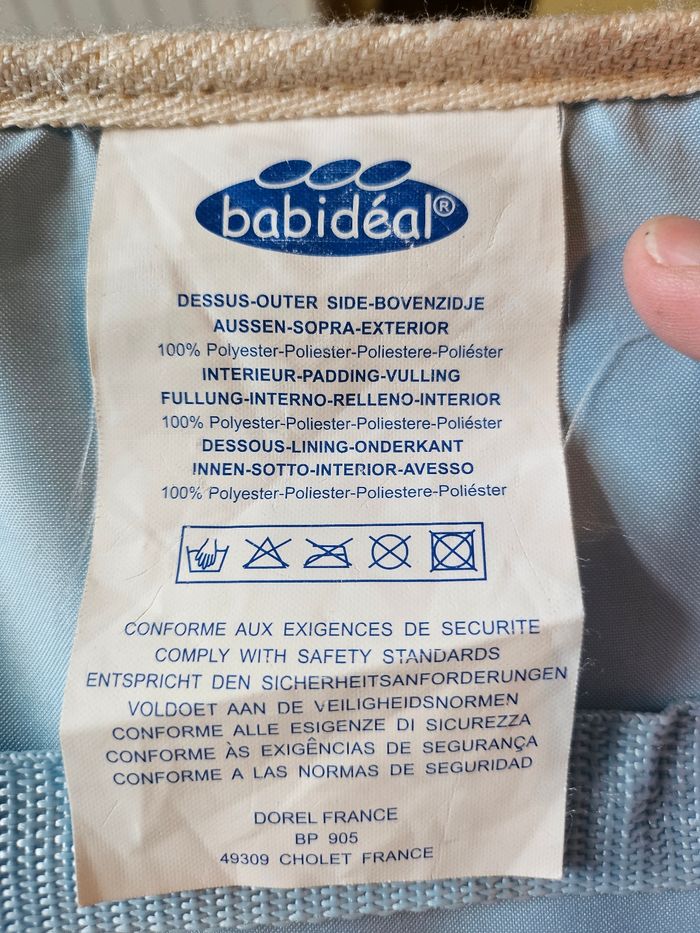 babidéal®
DESSUS-OUTER SIDE-BOVENZIDJE
AUSSEN-SOPRA-EXTERIOR
100% Polyester-Poliester-Poliestere-Poliéster
INTERIEUR-PADDING-VULLING
FULLUNG-INTERNO-RELLENO-INTERIOR
100% Polyester-Poliester-Poliestere-Poliéster
DESSOUS-LINING-ONDERKANT
INNEN-SOTTO-INTERIOR-AVESSO
100% Polyester-Poliester-Poliestere-Poliéster
CONFORME AUX EXIGENCES DE SECURITE
COMPLY WITH SAFETY STANDARDS
ENTSPRICHT DEN SICHERHEITSANFORDERUNGEN
VOLDOET AAN DE VEILIGHEIDSNORMEN
CONFORME ALLE ESIGENZE DI SICUREZZA
CONFORME ÀS EXIGÊNCIAS DE SEGURANÇA
CONFORME A LAS NORMAS DE SEGURIDAD
DOREL FRANCE
BP 905
49309 CHOLET FRANCE